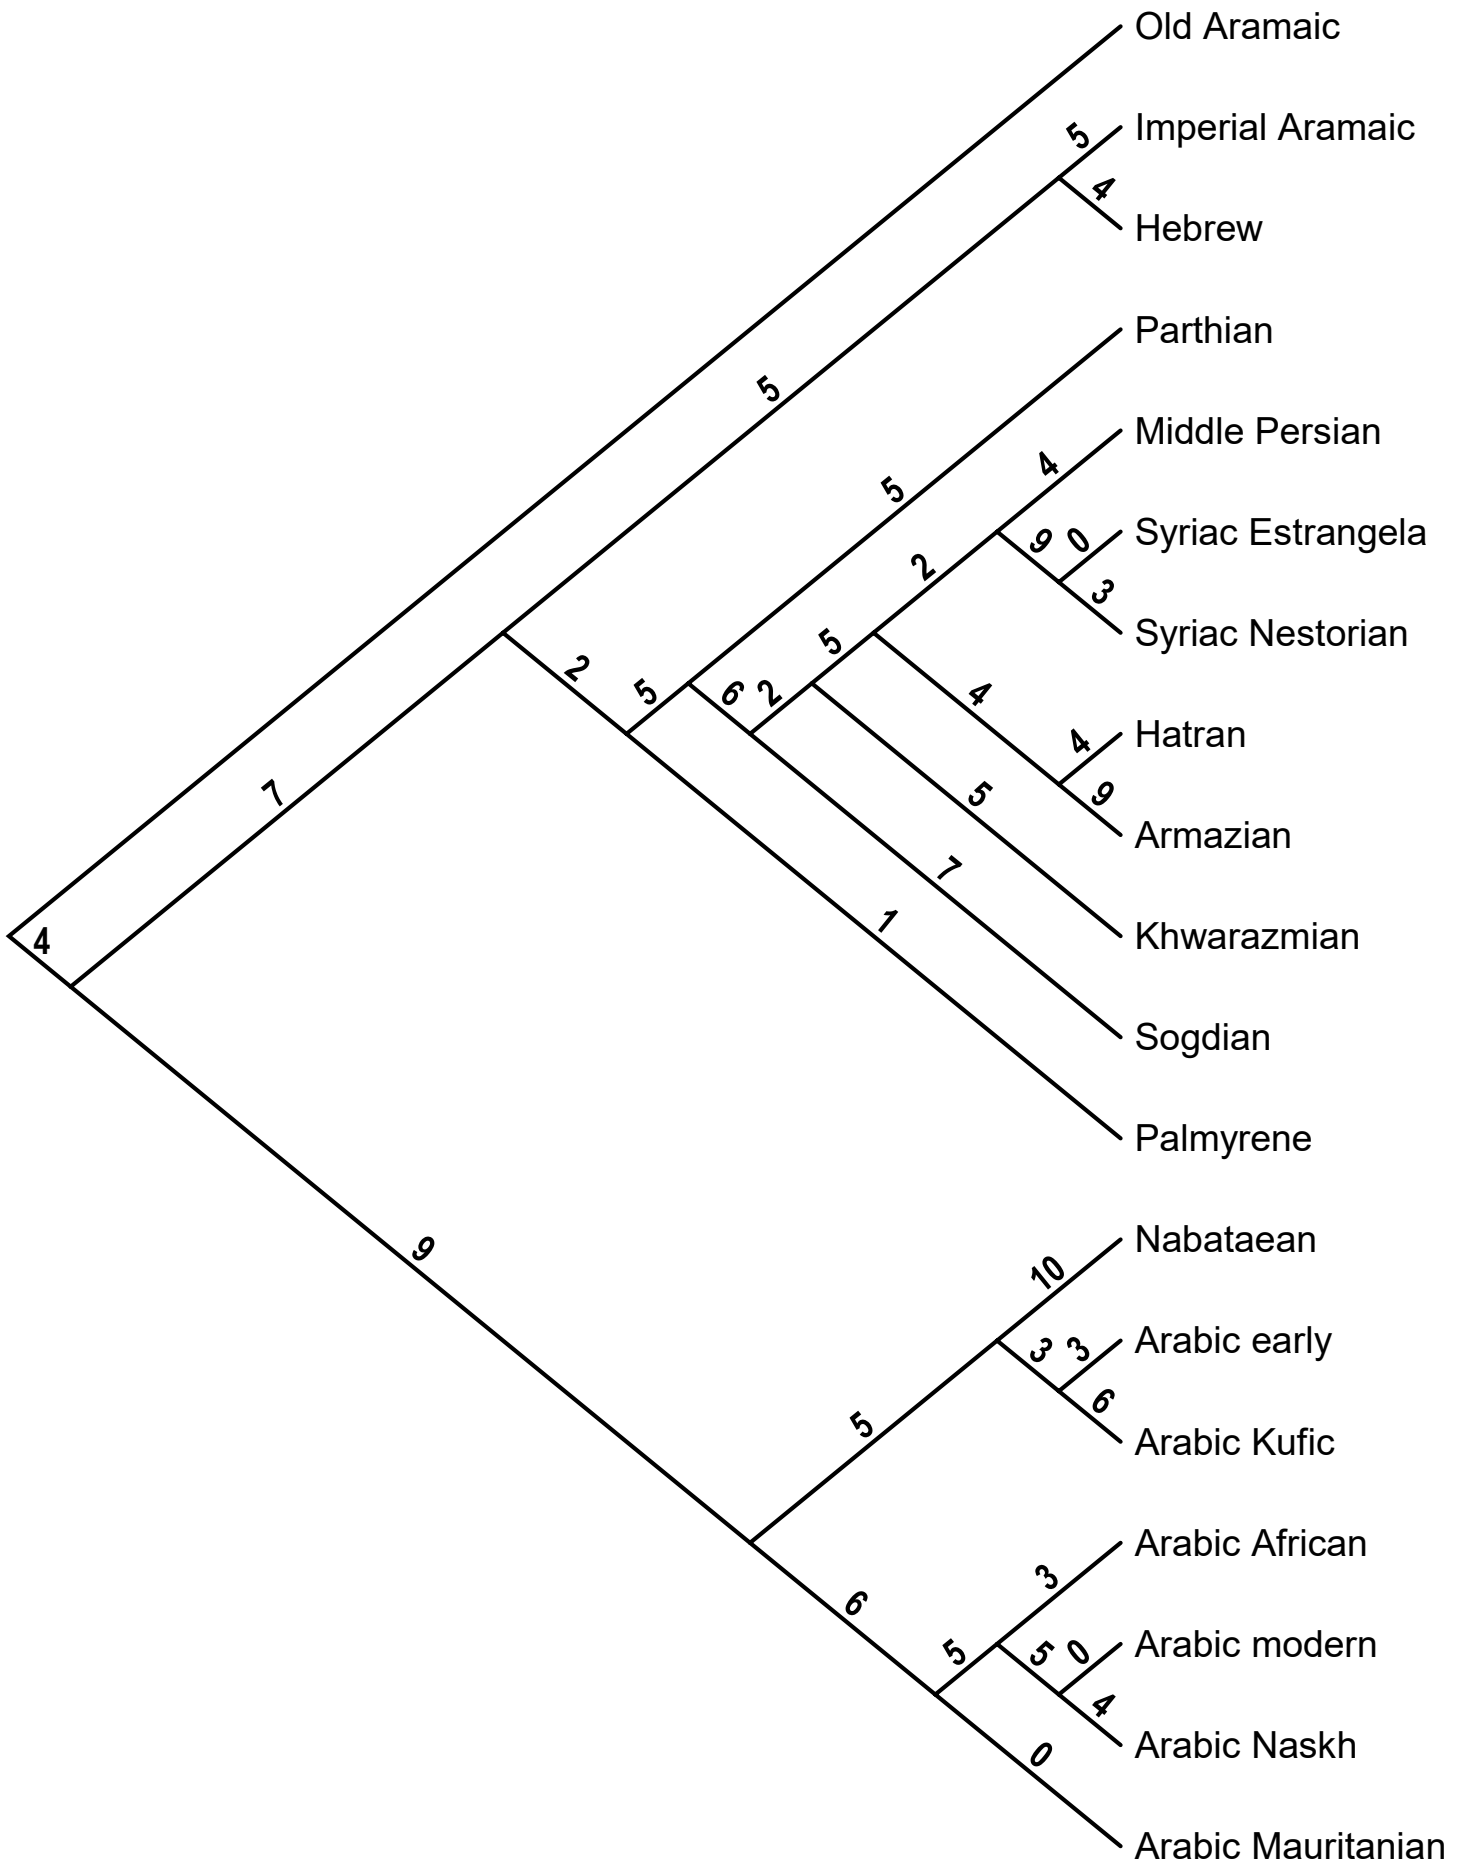 Old Aramaic
5
Imperial Aramaic
4
Hebrew
Parthian
5
Middle Persian
4
5
2
9 0
Syriac Estrangela
3
Syriac Nestorian
5
2
5
6 2
4
4
Hatran
7
5
9
Armazian
7
1
4
Khwarazmian
Sogdian
Palmyrene
9
Nabataean
10
3 3
Arabic early
6
5
Arabic Kufic
Arabic African
3
6
5
5 0
Arabic modern
4
Arabic Naskh
0
Arabic Mauritanian